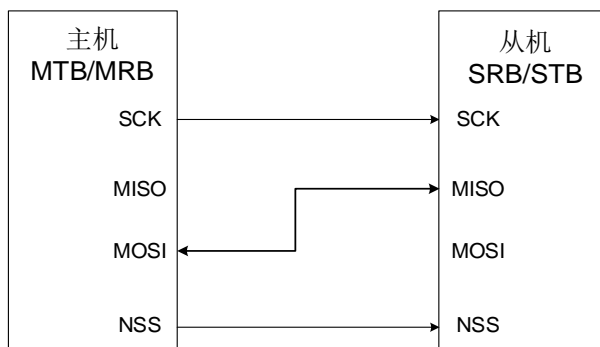 主机
MTB/MRB
SCK
MISO
MOSI
NSS
从机
SRB/STB
SCK
MISO
MOSI
NSS